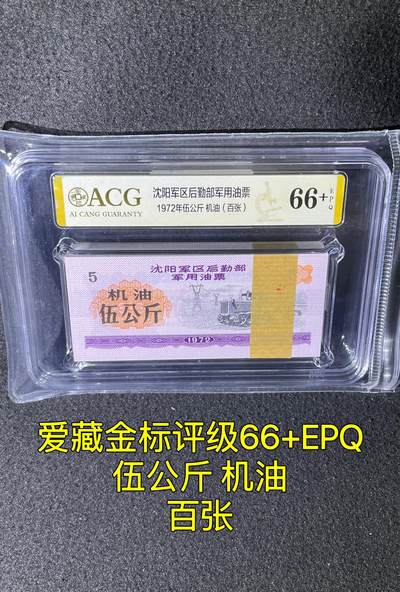 ACG
AI CANG GUARANTY
沈阳军区后勤部军用油票
1972年伍公斤 机油（百张）
66+
EPQ
5
沈阳军区后勤部
军用油票
机油
伍公斤
1972
爱藏金标评级66+EPQ
伍公斤 机油
百张